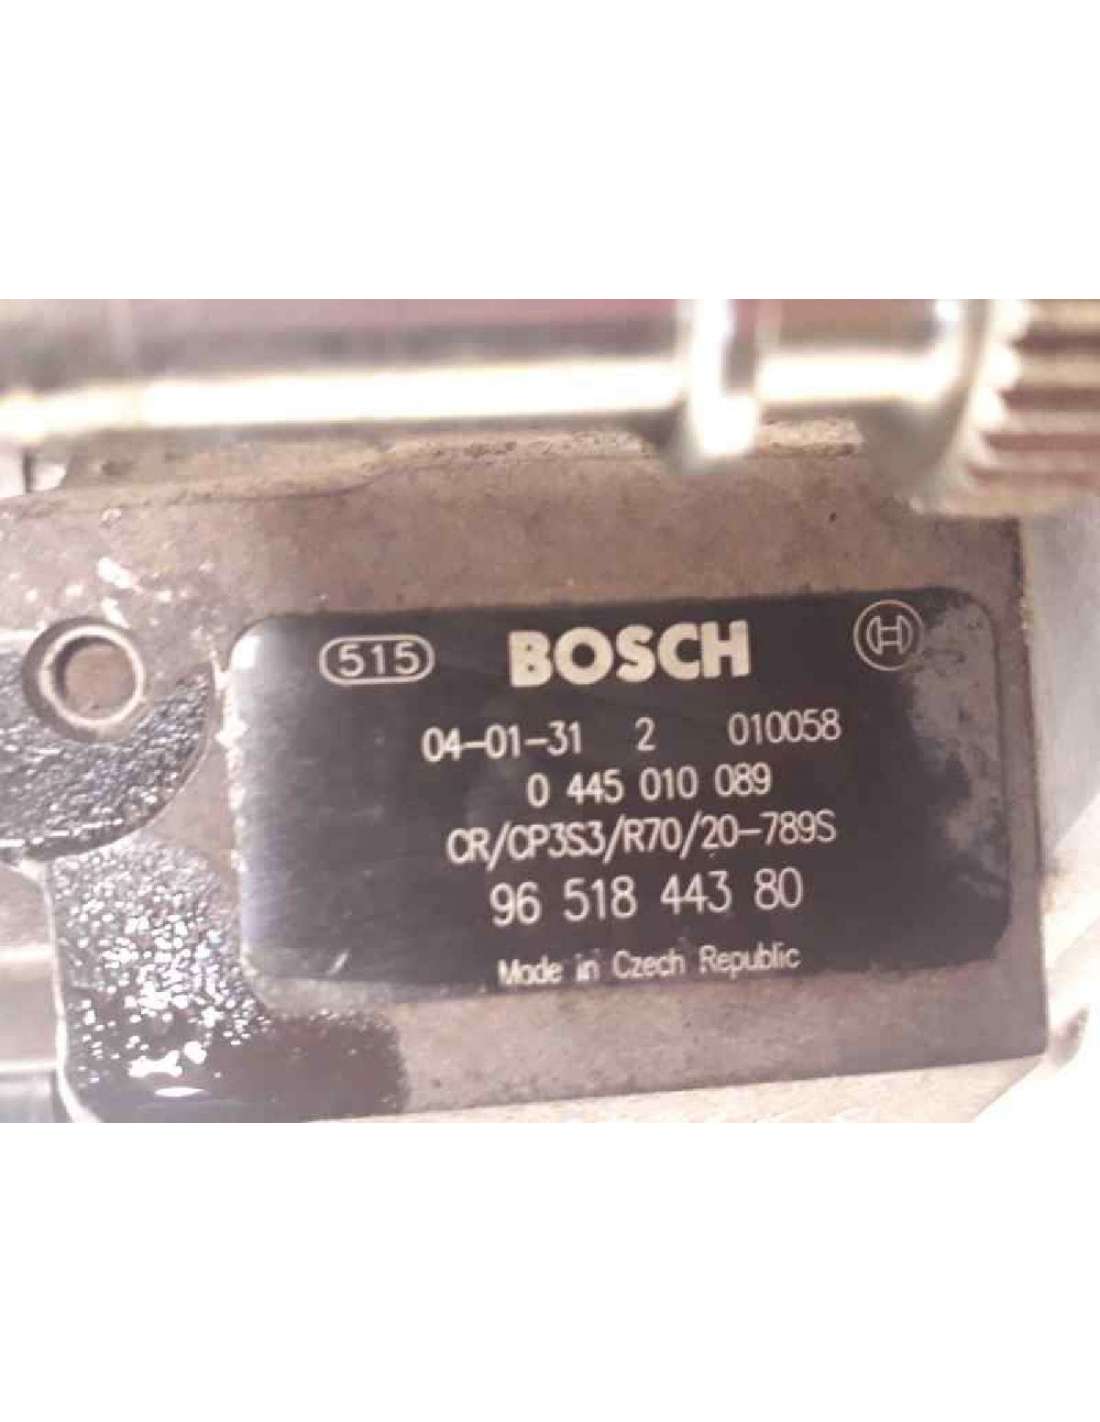 515 BOSCH
04-01-31 2 010058
0 445 010 089
CR/CP3S3/R70/20-789S
96 518 443 80
Made in Czech Republic